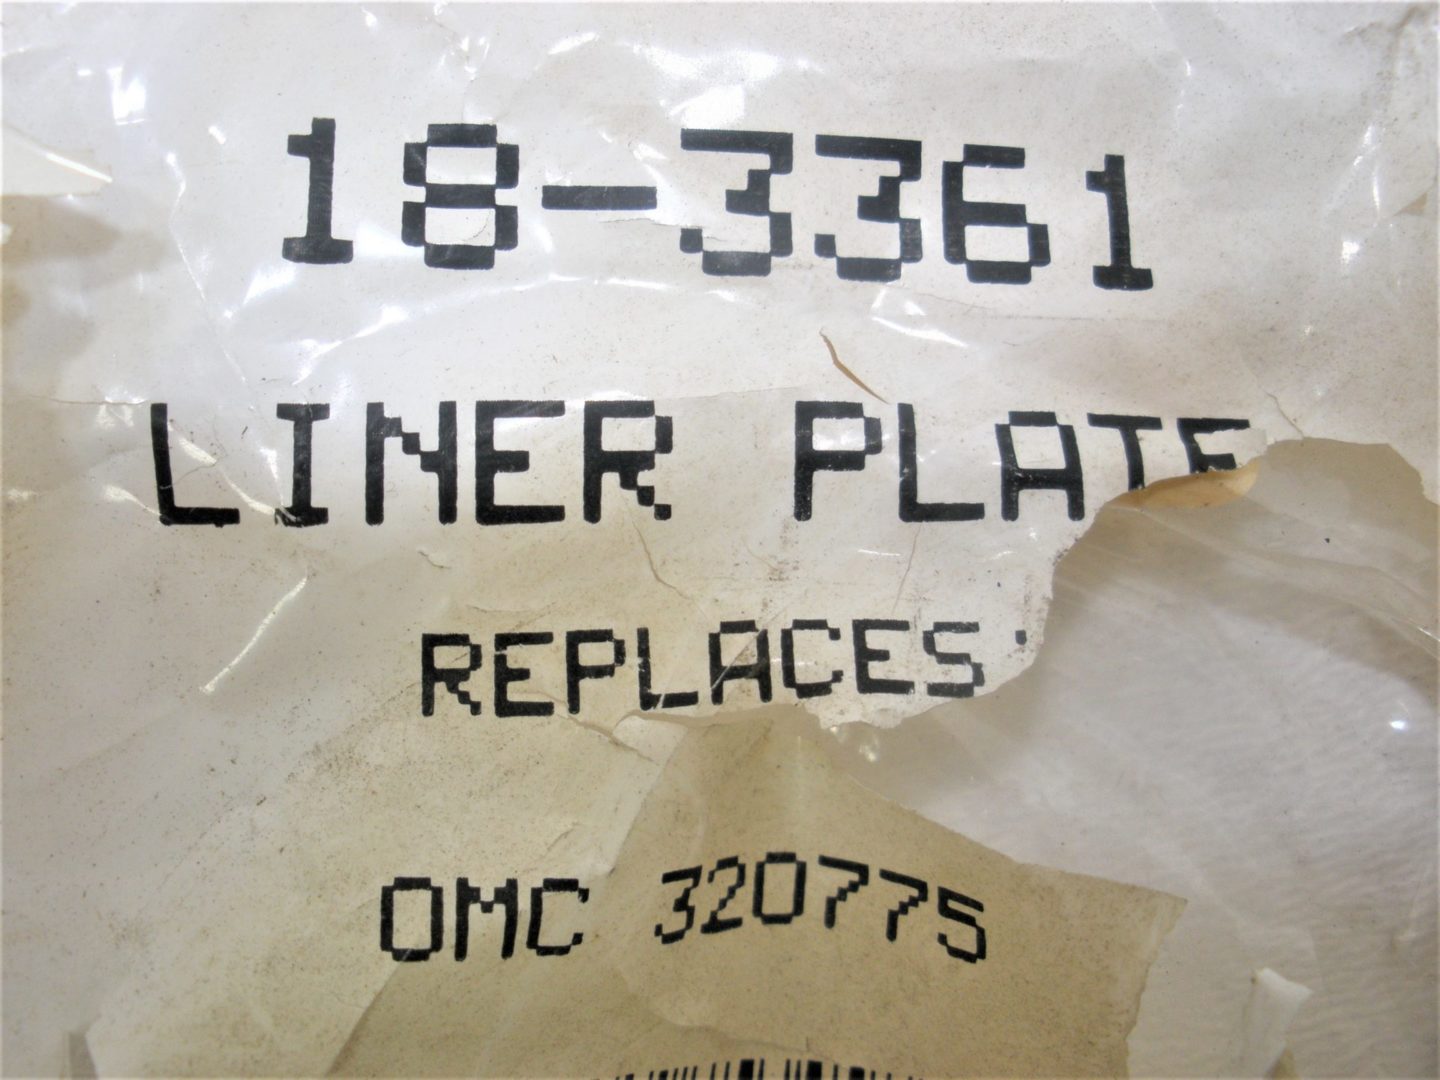 18-3361
LINER PLATE
REPLACES:
OMC 320775